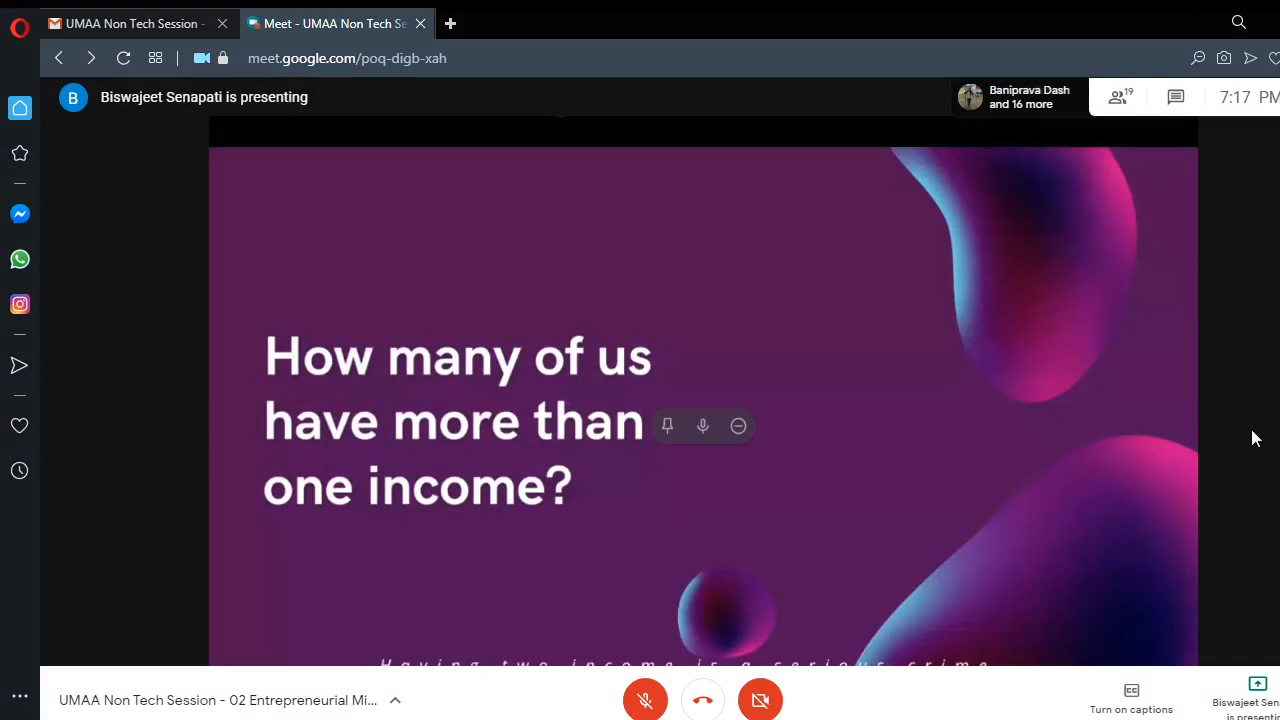 UMAA Non Tech Session -
Meet - UMAA Non Tech Se
meet.google.com/poq-digb-xah
B
Biswajeet Senapati is presenting
Baniprava Dash
and 16 more
19
7:17 PM
How many of us
have more than
one income?
Having two income is a serious crime
UMAA Non Tech Session - 02 Entrepreneurial Mi...
Turn on captions
Biswajeet Sen
is presenti